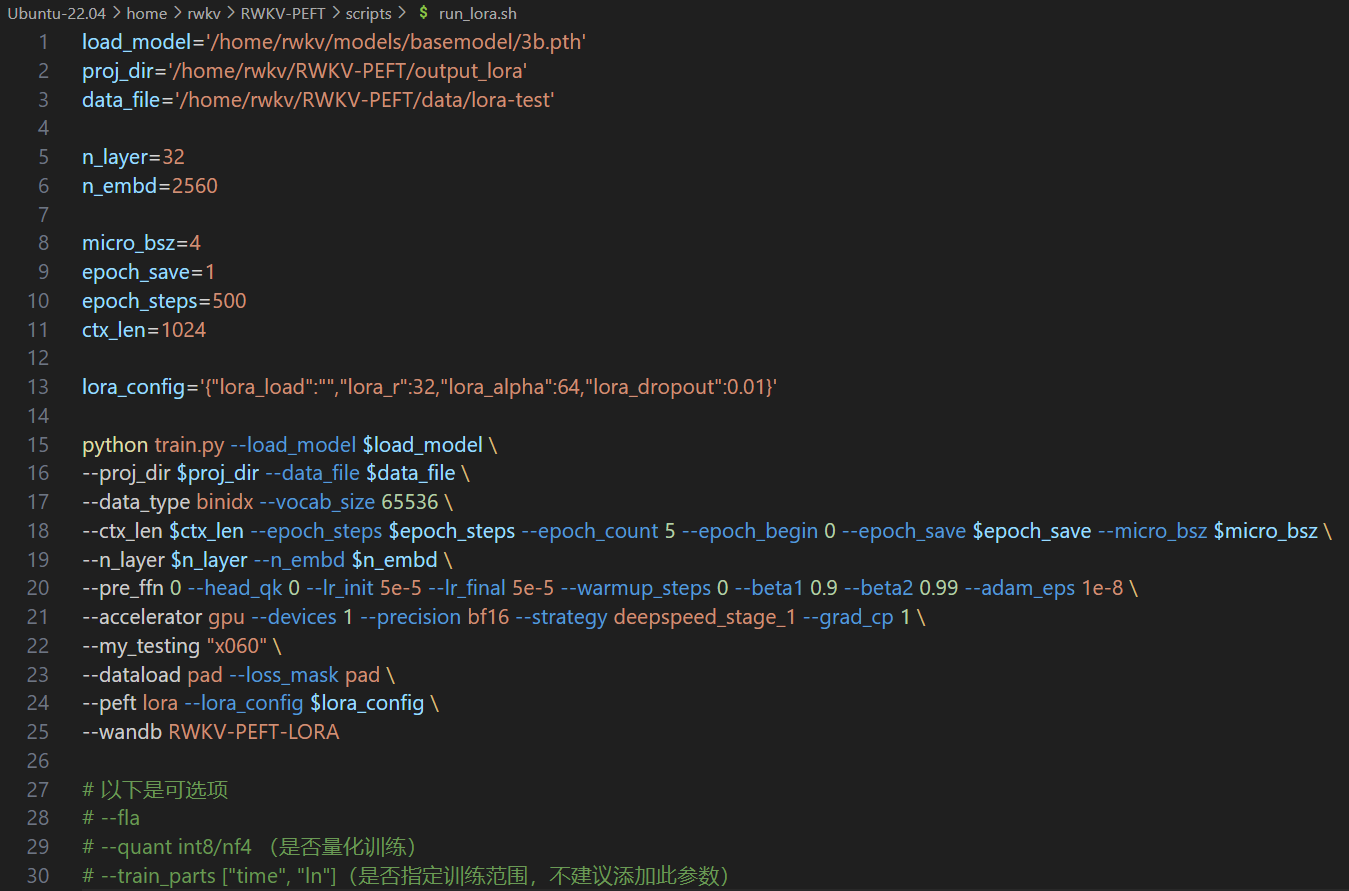 Ubuntu-22.04 > home > rwkv > RWKV-PEFT > scripts > $ run_lora.sh
1 load_model='/home/rwkv/models/basemodel/3b.pth'
2 proj_dir='/home/rwkv/RWKV-PEFT/output_lora'
3 data_file='/home/rwkv/RWKV-PEFT/data/lora-test'
4
5 n_layer=32
6 n_embd=2560
7
8 micro_bsz=4
9 epoch_save=1
10 epoch_steps=500
11 ctx_len=1024
12
13 lora_config='{"lora_load":"","lora_r":32,"lora_alpha":64,"lora_dropout":0.01}'
14
15 python train.py --load_model $load_model \
16 --proj_dir $proj_dir --data_file $data_file \
17 --data_type binidx --vocab_size 65536 \
18 --ctx_len $ctx_len --epoch_steps $epoch_steps --epoch_count 5 --epoch_begin 0 --epoch_save $epoch_save --micro_bsz $micro_bsz \
19 --n_layer $n_layer --n_embd $n_embd \
20 --pre_ffn 0 --head_qk 0 --lr_init 5e-5 --lr_final 5e-5 --warmup_steps 0 --beta1 0.9 --beta2 0.99 --adam_eps 1e-8 \
21 --accelerator gpu --devices 1 --precision bf16 --strategy deepspeed_stage_1 --grad_cp 1 \
22 --my_testing "x060" \
23 --dataload pad --loss_mask pad \
24 --peft lora --lora_config $lora_config \
25 --wandb RWKV-PEFT-LORA
26
27 # 以下是可选项
28 # --fla
29 # --quant int8/nf4 （是否量化训练）
30 # --train_parts ["time", "ln"]（是否指定训练范围，不建议添加此参数）